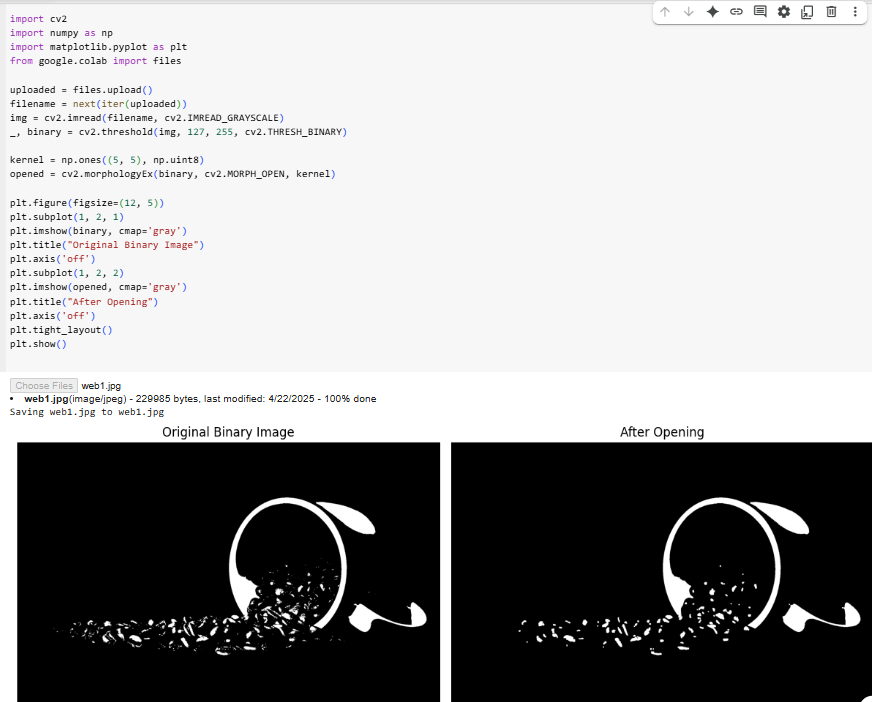 import cv2
import numpy as np
import matplotlib.pyplot as plt
from google.colab import files

uploaded = files.upload()
filename = next(iter(uploaded))
img = cv2.imread(filename, cv2.IMREAD_GRAYSCALE)
_, binary = cv2.threshold(img, 127, 255, cv2.THRESH_BINARY)

kernel = np.ones((5, 5), np.uint8)
opened = cv2.morphologyEx(binary, cv2.MORPH_OPEN, kernel)

plt.figure(figsize=(12, 5))
plt.subplot(1, 2, 1)
plt.imshow(binary, cmap='gray')
plt.title("Original Binary Image")
plt.axis('off')
plt.subplot(1, 2, 2)
plt.imshow(opened, cmap='gray')
plt.title("After Opening")
plt.axis('off')
plt.tight_layout()
plt.show()

Choose Files web1.jpg
• web1.jpg(image/jpeg) - 229985 bytes, last modified: 4/22/2025 - 100% done
Saving web1.jpg to web1.jpg
Original Binary Image After Opening